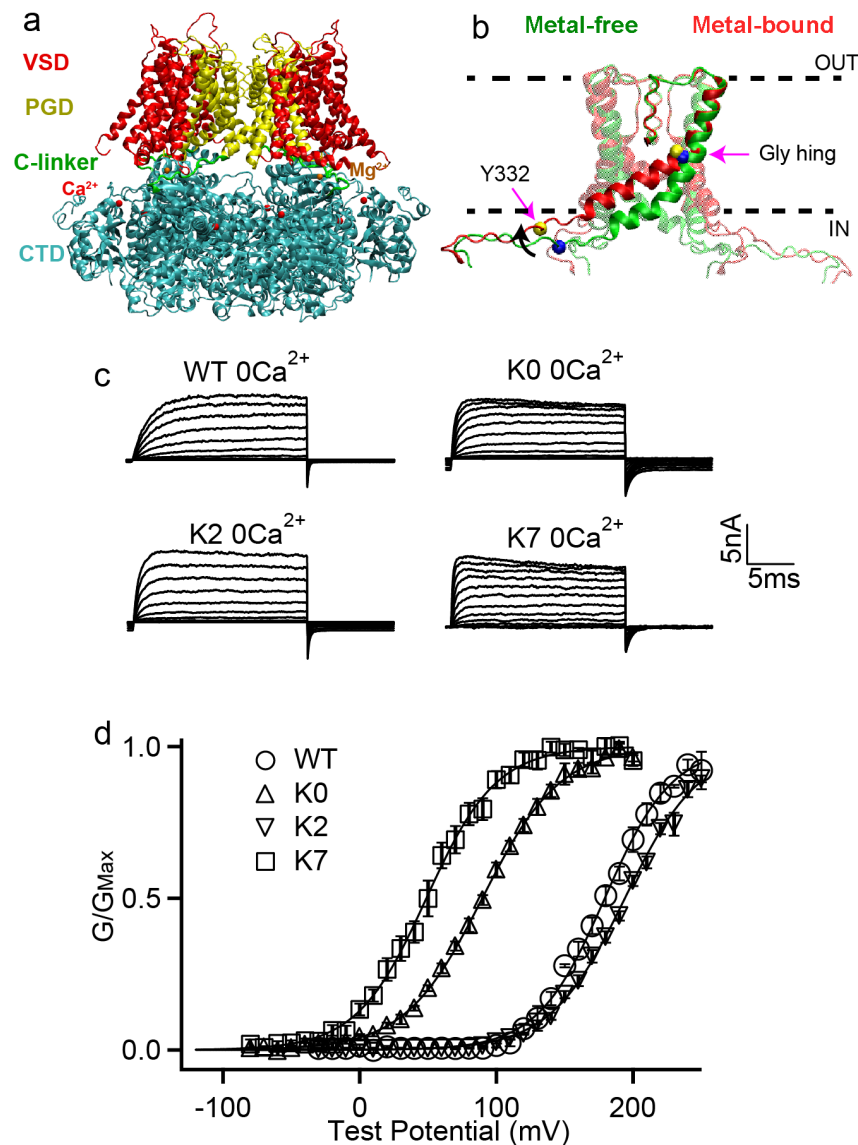 a
VSD
PGD
C-linker
Ca²⁺
Mg²⁺
CTD
b
Metal-free
Metal-bound
OUT
Gly hing
Y332
IN
c
WT 0Ca²⁺
K0 0Ca²⁺
K2 0Ca²⁺
K7 0Ca²⁺
5nA
5ms
d
WT
K0
K2
K7
1.0
0.5
0.0
G/GMax
-100
0
100
200
Test Potential (mV)